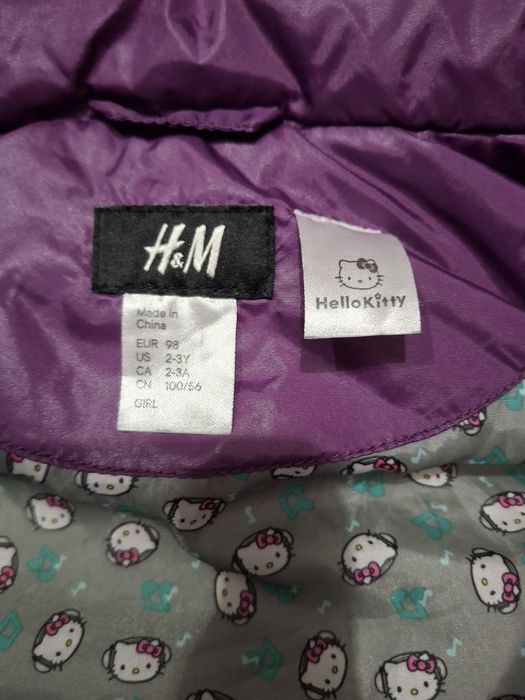 H&M
HelloKitty
Made in
China
EUR 98
US 2-3Y
CA 2-3A
CN 100/56
GIRL